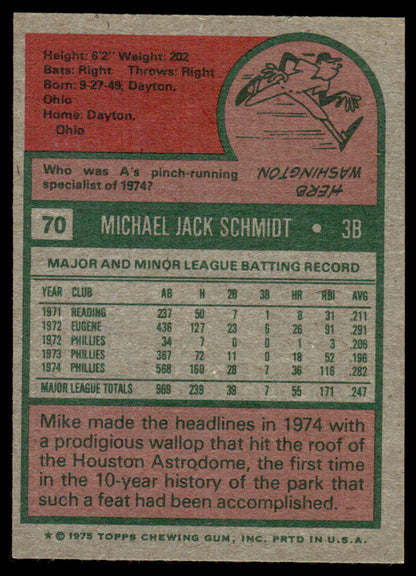 Height: 6'2" Weight: 202
Bats: Right Throws: Right
Born: 9-27-49, Dayton,
Ohio
Home: Dayton,
Ohio
Who was A's pinch-running
specialist of 1974?
HERB
WASHINGTON
70 MICHAEL JACK SCHMIDT • 3B
MAJOR AND MINOR LEAGUE BATTING RECORD
YEAR CLUB AB H 2B 3B HR RBI AVG
1971 READING 237 50 7 1 8 31 .211
1972 EUGENE 436 127 23 6 26 91 .291
1972 PHILLIES 34 7 0 0 1 3 .206
1973 PHILLIES 367 72 11 0 18 52 .196
1974 PHILLIES 568 160 28 7 36 116 .282
MAJOR LEAGUE TOTALS 969 239 39 7 55 171 .247
Mike made the headlines in 1974 with
a prodigious wallop that hit the roof of
the Houston Astrodome, the first time
in the 10-year history of the park that
such a feat had been accomplished.
* © 1975 TOPPS CHEWING GUM, INC. PRTD IN U.S.A.